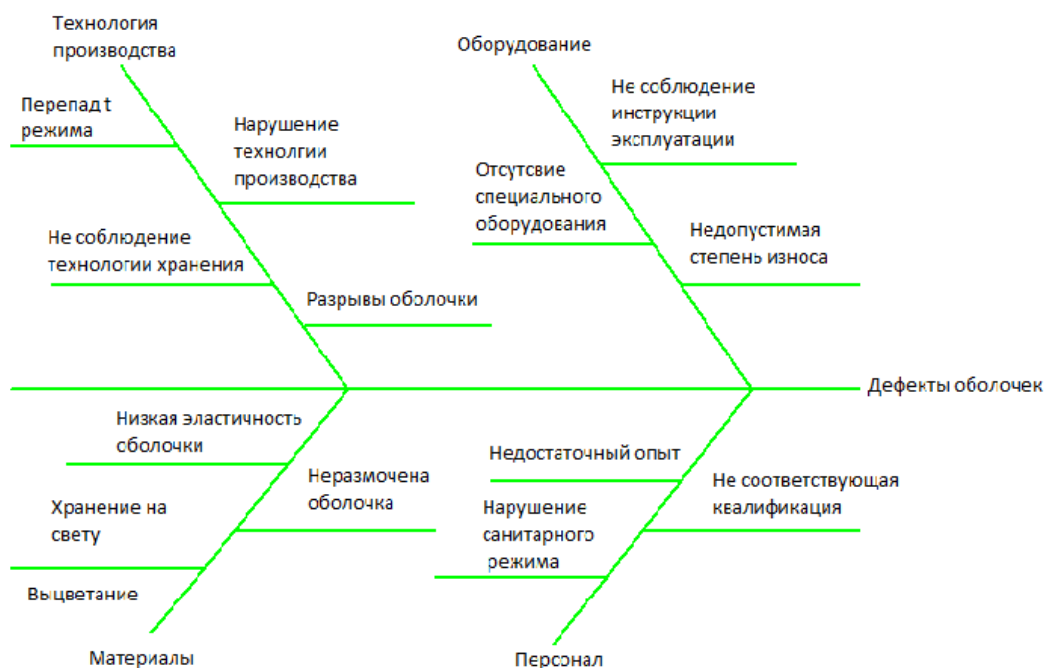 Технология
производства
Оборудование
Перепад t
режима
Нарушение
технолгии
производства
Не соблюдение
инструкции
эксплуатации
Отсутсвие
специального
оборудования
Не соблюдение
технологии хранения
Недопустимая
степень износа
Разрывы оболочки
Дефекты оболочек
Низкая эластичность
оболочки
Неразмочена
оболочка
Недостаточный опыт
Не соответствующая
квалификация
Хранение на
свету
Нарушение
санитарного
режима
Выцветание
Материалы
Персонал